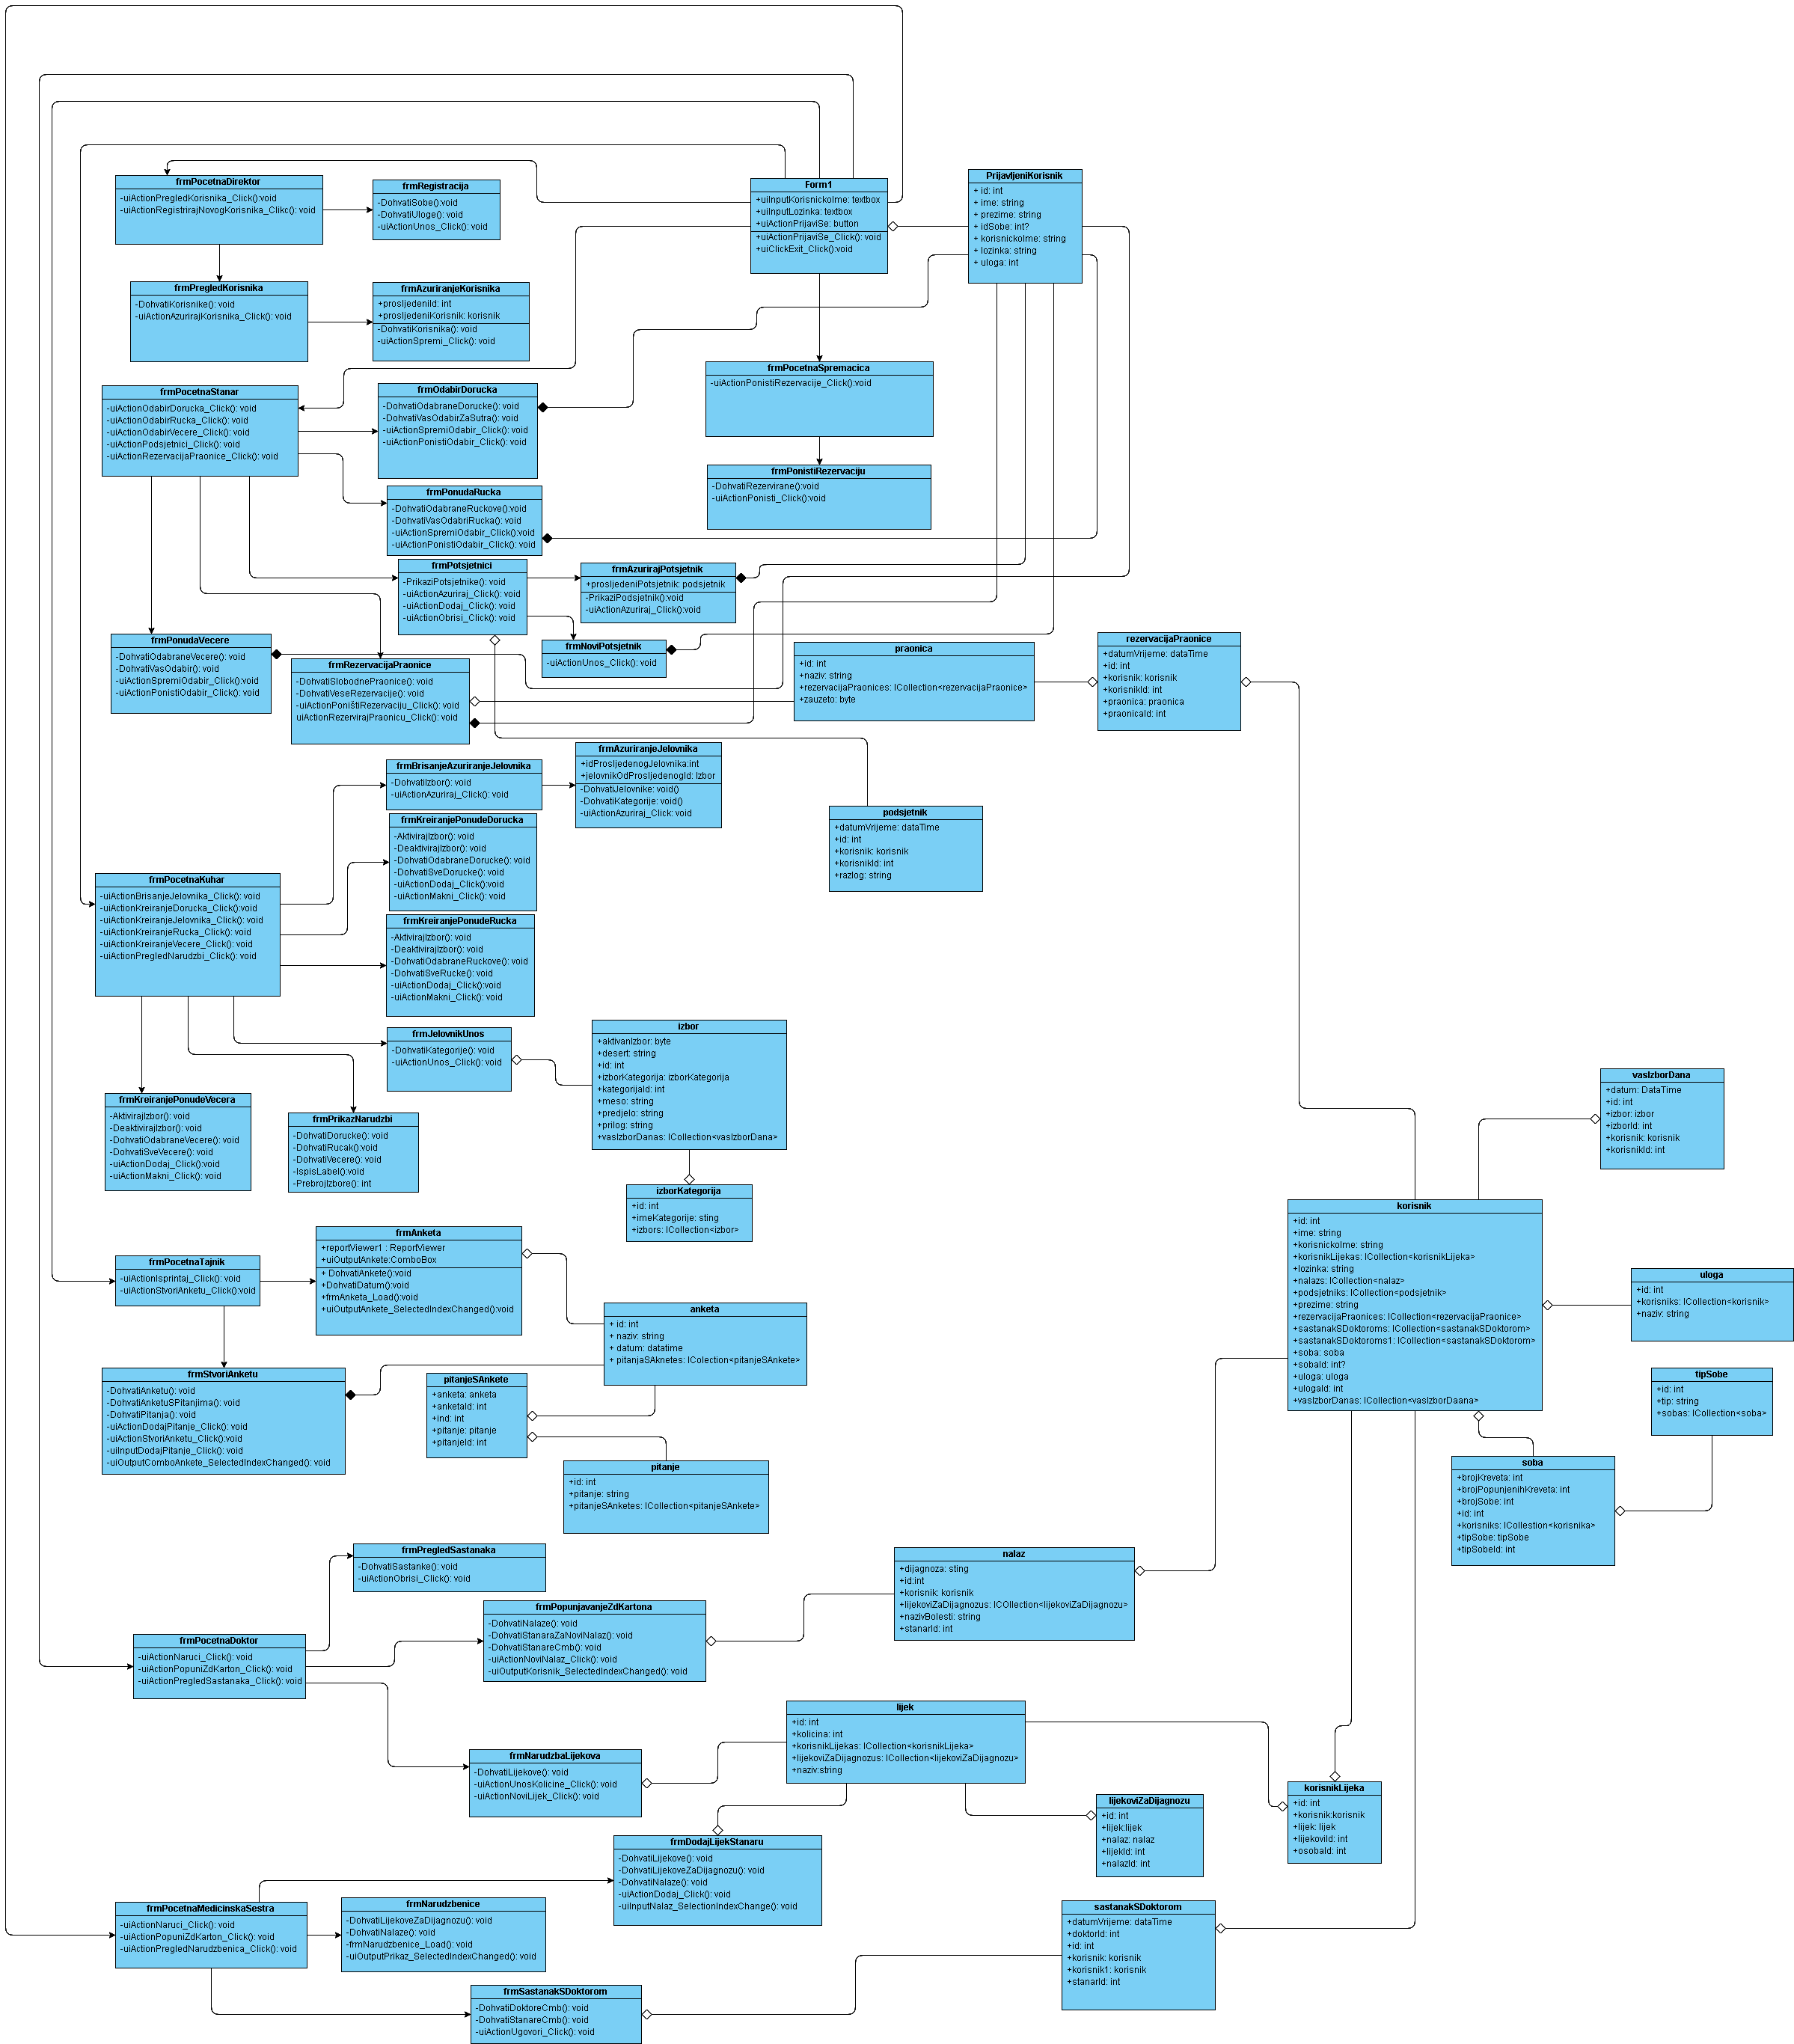 frmPocetnaDirektor
-uiActionPregledKorisnika_Click():void
-uiActionRegistrirajNovogKorisnika_Clikc(): void
frmRegistracija
-DohvatiSobe():void
-DohvatiUloge(): void
-uiActionUnos_Click(): void
Form1
+uiInputKorisnickoIme: textbox
+uiInputLozinka: textbox
+uiActionPrijaviSe: button
+uiActionPrijaviSe_Click(): void
+uiClickExit_Click():void
PrijavljeniKorisnik
+ id: int
+ ime: string
+ prezime: string
+ idSobe: int?
+ korisnickoIme: string
+ lozinka: string
+ uloga: int
frmPregledKorisnika
-DohvatiKorisnike(): void
-uiActionAzurirajKorisnika_Click(): void
frmAzuriranjeKorisnika
+prosljedeniId: int
+prosljedeniKorisnik: korisnik
-DohvatiKorisnika(): void
-uiActionSpremi_Click(): void
frmPocetnaSpremacica
-uiActionPonistiRezervacije_Click():void
frmPocetnaStanar
-uiActionOdabirDorucka_Click(): void
-uiActionOdabirRucka_Click(): void
-uiActionOdabirVecere_Click(): void
-uiActionPodsjetnici_Click(): void
-uiActionRezervacijaPraonice_Click(): void
frmOdabirDorucka
-DohvatiOdabraneDorucke(): void
-DohvatiVasOdabirZaSutra(): void
-uiActionSpremiOdabir_Click(): void
-uiActionPonistiOdabir_Click(): void
frmPonistiRezervaciju
-DohvatiRezervirane():void
-uiActionPonisti_Click():void
frmPonudaRucka
-DohvatiOdabraneRuckove():void
-DohvatiVasOdabriRucka(): void
-uiActionSpremiOdabir_Click():void
-uiActionPonistiOdabir_Click(): void
frmPotsjetnici
-PrikaziPotsjetnike(): void
-uiActionAzuriraj_Click(): void
-uiActionDodaj_Click(): void
-uiActionObrisi_Click(): void
frmAzurirajPotsjetnik
+prosljedeniPotsjetnik: podsjetnik
-PrikaziPodsjetnik(): void
-uiActionAzuriraj_Click():void
frmNoviPotsjetnik
-uiActionUnos_Click(): void
frmPonudaVecere
-DohvatiOdabraneVecere(): void
-DohvatiVasOdabir(): void
-uiActionSpremiOdabir_Click():void
-uiActionPonistiOdabir_Click(): void
frmRezervacijaPraonice
-DohvatiSlobodnePraonice(): void
-DohvatiVeseRezervacije(): void
-uiActionPoništiRezervaciju_Click(): void
uiActionRezervirajPraonicu_Click(): void
praonica
+id: int
+naziv: string
+rezervacijaPraonices: ICollection<rezervacijaPraonice>
+zauzeto: byte
rezervacijaPraonice
+datumVrijeme: dataTime
+id: int
+korisnik: korisnik
+korisnikId: int
+praonica: praonica
+praonicaId: int
frmBrisanjeAzuriranjeJelovnika
-DohvatiIzbor(): void
-uiActionAzuriraj_Click(): void
frmAzuriranjeJelovnika
+idProsljedenogJelovnika:int
+jelovnikOdProsljedenogId: Izbor
-DohvatiJelovnike: void()
-DohvatiKategorije: void()
-uiActionAzuriraj_Click: void
podsjetnik
+datumVrijeme: dataTime
+id: int
+korisnik: korisnik
+korisnikId: int
+razlog: string
frmKreiranjePonudeDorucka
-AktivirajIzbor(): void
-DeaktivirajIzbor(): void
-DohvatiOdabraneDorucke(): void
-DohvatiSveDorucke(): void
-uiActionDodaj_Click():void
-uiActionMakni_Click(): void
frmPocetnaKuhar
-uiActionBrisanjeJelovnika_Click(): void
-uiActionKreiranjeDorucka_Click():void
-uiActionKreiranjeJelovnika_Click(): void
-uiActionKreiranjeRucka_Click(): void
-uiActionKreiranjeVecere_Click(): void
-uiActionPregledNarudzbi_Click(): void
frmKreiranjePonudeRucka
-AktivirajIzbor(): void
-DeaktivirajIzbor(): void
-DohvatiOdabraneRuckove(): void
-DohvatiSveRucke(): void
-uiActionDodaj_Click(): void
-uiActionMakni_Click(): void
frmJelovnikUnos
-DohvatiKategorije(): void
-uiActionUnos_Click(): void
izbor
+aktivanIzbor: byte
+desert: string
+id: int
+izborKategorija: izborKategorija
+kategorijaId: int
+meso: string
+predjelo: string
+prilog: string
+vasIzborDanas: ICollection<vasIzborDana>
frmKreiranjePonudeVecera
-AktivirajIzbor(): void
-DeaktivirajIzbor(): void
-DohvatiOdabraneVecere(): void
-DohvatiSveVecere(): void
-uiActionDodaj_Click():void
-uiActionMakni_Click(): void
frmPrikazNarudzbi
-DohvatiDorucke(): void
-DohvatiRucak():void
-DohvatiVecere(): void
-IspisLabel():void
-PrebrojIzbore(): int
izborKategorija
+id: int
+imeKategorije: sting
+izbors: ICollection<izbor>
vasIzborDana
+datum: DataTime
+id: int
+izbor: izbor
+izborId: int
+korisnik: korisnik
+korisnikId: int
korisnik
+id: int
+ime: string
+korisnickoIme: string
+korisnikLijekas: ICollection<korisnikLijeka>
+lozinka: string
+nalazs: ICollection<nalaz>
+podsjetniks: ICollection<podsjetnik>
+prezime: string
+rezervacijaPraonices: ICollection<rezervacijaPraonice>
+sastanakSDoktoroms: ICollection<sastanakSDoktorom>
+sastanakSDoktoroms1: ICollection<sastanakSDoktorom>
+soba: soba
+sobaId: int?
+uloga: uloga
+ulogaId: int
+vasIzborDanas: ICollection<vasIzborDaana>
uloga
+id: int
+korisniks: ICollection<korisnik>
+naziv: string
frmPocetnaTajnik
-uiActionIsprintaj_Click(): void
-uiActionStvoriAnketu_Click():void
frmAnketa
+reportViewer1 : ReportViewer
+uiOutputAnkete:ComboBox
+ DohvatiAnkete():void
+DohvatiDatum():void
+frmAnketa_Load():void
+uiOutputAnkete_SelectedIndexChanged():void
anketa
+ id: int
+ naziv: string
+ datum: datatime
+ pitanjaSAknetes: IColection<pitanjeSAnkete>
frmStvoriAnketu
-DohvatiAnketu(): void
-DohvatiAnketuSPitanjima(): void
-DohvatiPitanja(): void
-uiActionDodajPitanje_Click(): void
-uiActionStvoriAnketu_Click():void
-uiInputDodajPitanje_Click(): void
-uiOutputComboAnkete_SelectedIndexChanged(): void
pitanjeSAnkete
+anketa: anketa
+anketaId: int
+ind: int
+pitanje: pitanje
+pitanjeId: int
pitanje
+id: int
+pitanje: string
+pitanjeSAnketes: ICollection<pitanjeSAnkete>
tipSobe
+id: int
+tip: string
+sobas: ICollection<soba>
soba
+brojKreveta: int
+brojPopunjenihKreveta: int
+brojSobe: int
+id: int
+korisniks: ICollestion<korisnika>
+tipSobe: tipSobe
+tipSobeId: int
frmPregledSastanaka
-DohvatiSastanke(): void
-uiActionObrisi_Click(): void
nalaz
+dijagnoza: sting
+id:int
+korisnik: korisnik
+lijekoviZaDijagnozus: ICOllection<lijekoviZaDijagnozu>
+nazivBolesti: string
+stanarId: int
frmPopunjavanjeZdKartona
-DohvatiNalaze(): void
-DohvatiStanaraZaNoviNalaz(): void
-DohvatiStanareCmb(): void
-uiActionNoviNalaz_Click(): void
-uiOutputKorisnik_SelectedIndexChanged(): void
frmPocetnaDoktor
-uiActionNaruci_Click(): void
-uiActionPopuniZdKarton_Click(): void
-uiActionPregledSastanaka_Click(): void
lijek
+id: int
+kolicina: int
+korisnikLijekas: ICollection<korisnikLijeka>
+lijekoviZaDijagnozus: ICollection<lijekoviZaDijagnozu>
+naziv:string
frmNarudzbaLijekova
-DohvatiLijekove(): void
-uiActionUnosKolicine_Click(): void
-uiActionNoviLijek_Click(): void
korisnikLijeka
+id: int
+korisnik:korisnik
+lijek: lijek
+lijekoviId: int
+osobaId: int
lijekoviZaDijagnozu
+id: int
+lijek:lijek
+nalaz: nalaz
+lijekId: int
+nalazId: int
frmDodajLijekStanaru
-DohvatiLijekove(): void
-DohvatiLijekoveZaDijagnozu(): void
-DohvatiNalaze(): void
-uiActionDodaj_Click(): void
-uiInputNalaz_SelectionIndexChange(): void
frmPocetnaMedicinskaSestra
-uiActionNaruci_Click(): void
-uiActionPopuniZdKarton_Click(): void
-uiActionPregledNarudzbenica_Click(): void
frmNarudzbenice
-DohvatiLijekoveZaDijagnozu(): void
-DohvatiNalaze(): void
-frmNarudzbenice_Load(): void
-uiOutputPrikaz_SelectedIndexChanged(): void
sastanakSDoktorom
+datumVrijeme: dataTime
+doktorId: int
+id: int
+korisnik: korisnik
+korisnik1: korisnik
+stanarId: int
frmSastanakSDoktorom
-DohvatiDoktoreCmb(): void
-DohvatiStanareCmb(): void
-uiActionUgovori_Click(): void